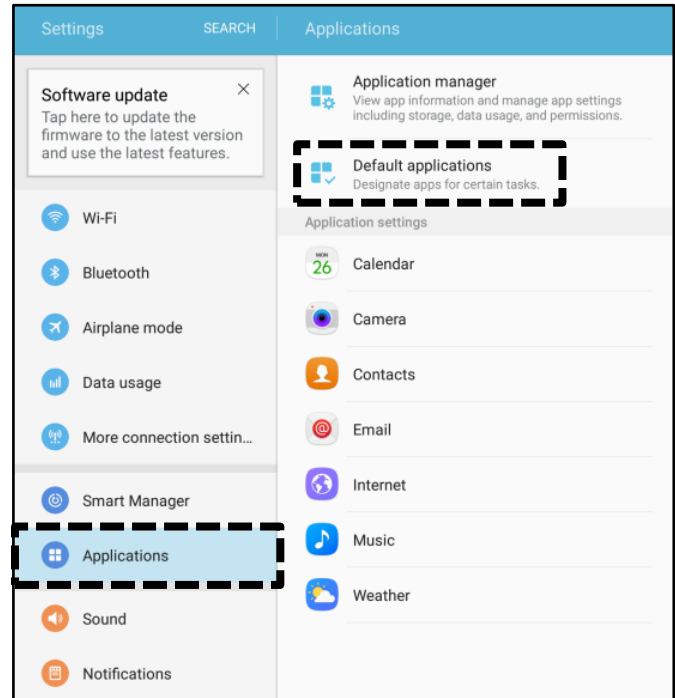 Settings
SEARCH
Applications
Software update
Tap here to update the
firmware to the latest version
and use the latest features.
Wi-Fi
Bluetooth
Airplane mode
Data usage
More connection settin...
Smart Manager
Applications
Sound
Notifications
Application manager
View app information and manage app settings
including storage, data usage, and permissions.
Default applications
Designate apps for certain tasks.
Application settings
MON
26
Calendar
Camera
Contacts
@
Email
Internet
Music
Weather